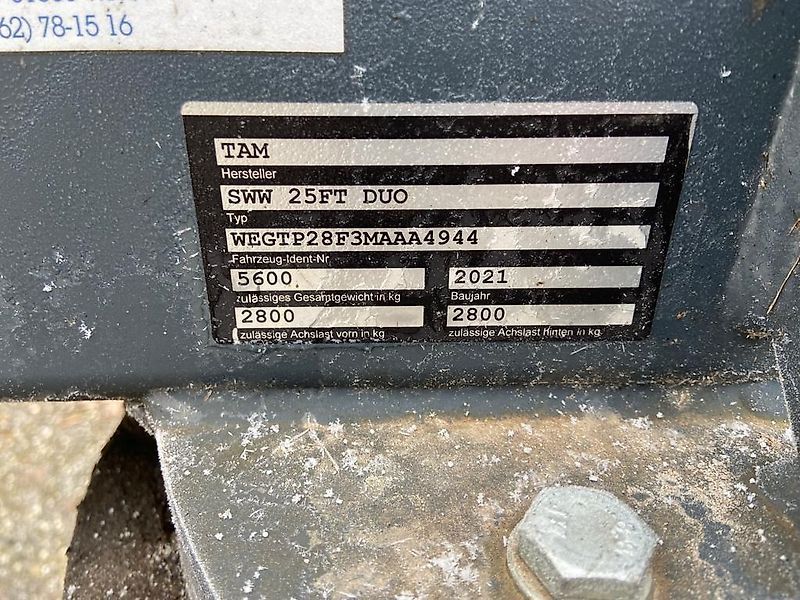 62) 78-15 16
TAM
Hersteller
SWW 25FT DUO
Typ
WEGTP28F3MAAA4944
Fahrzeug-Ident-Nr
5600 2021
zulässiges Gesamtgewicht in kg Baujahr
2800 2800
zulässige Achslast vorn in kg zulässige Achslast hinten in kg